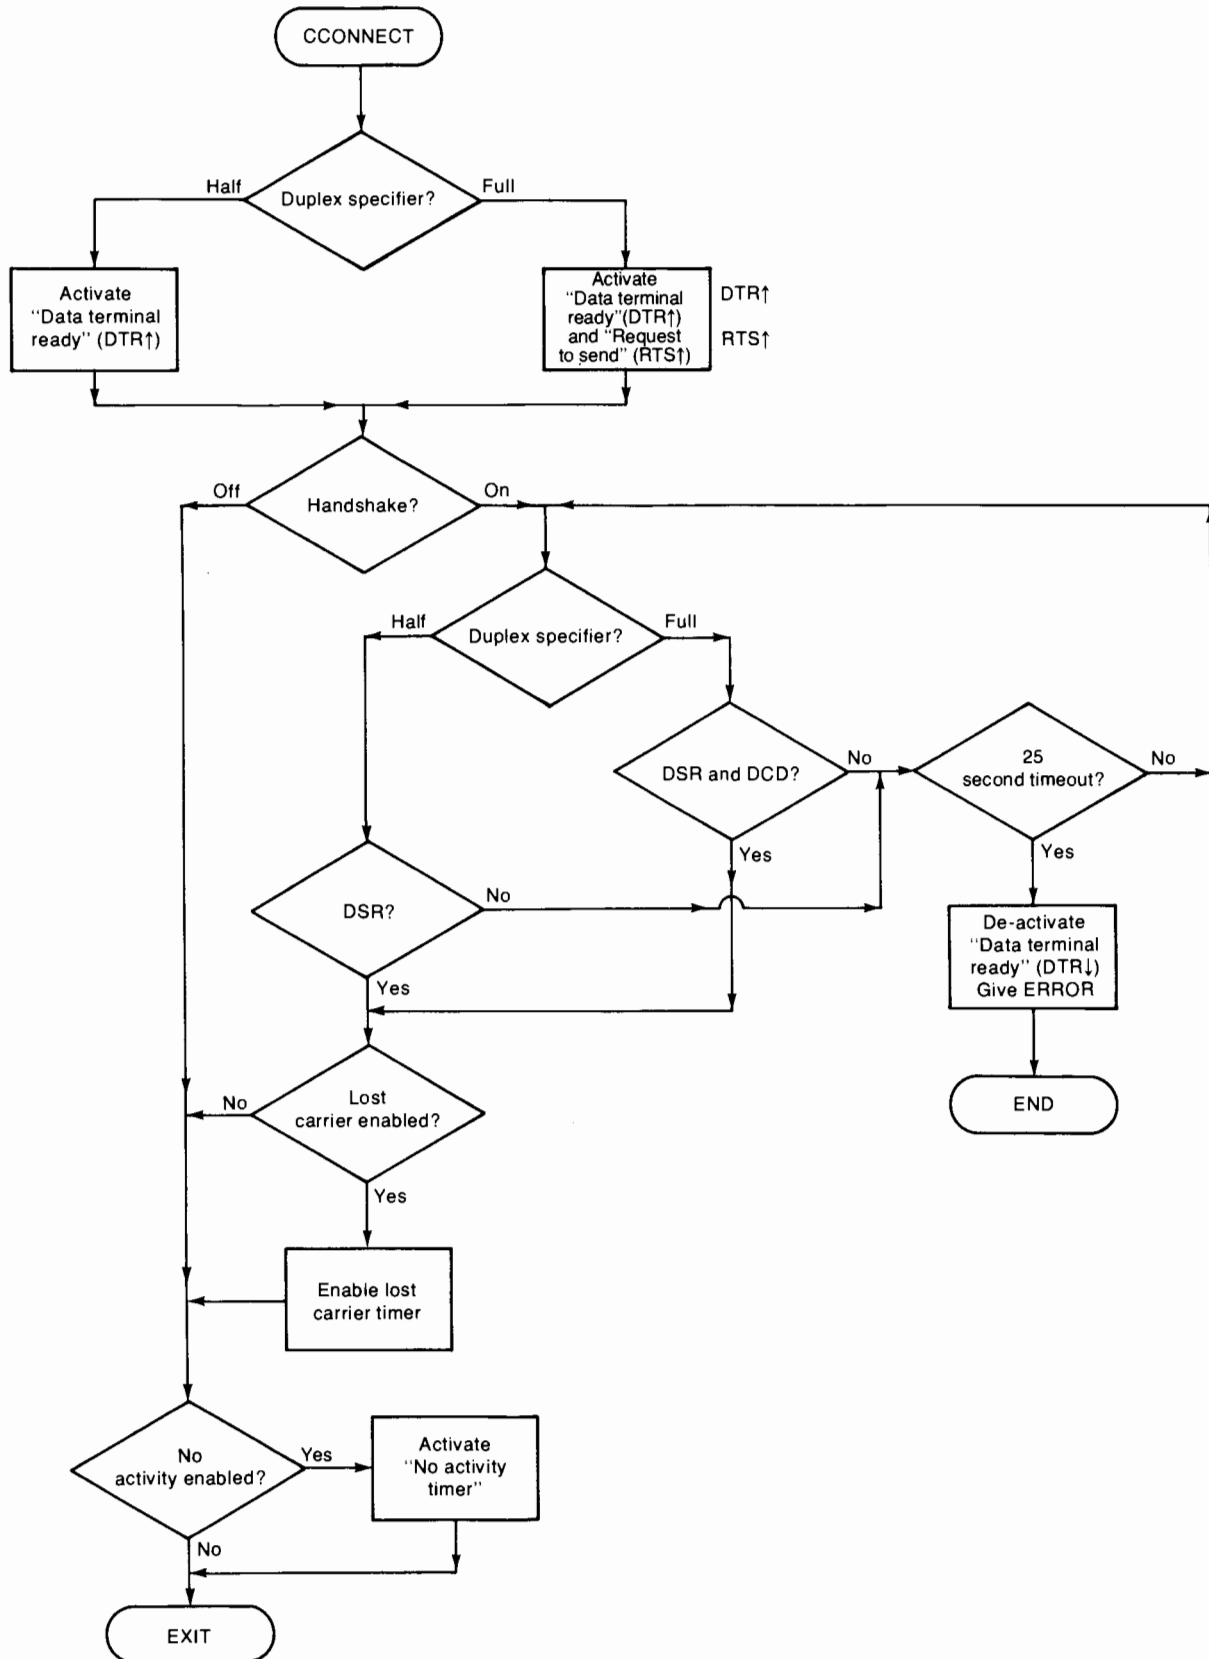 CCONNECT
Half
Duplex specifier?
Full
Activate
“Data terminal
ready” (DTR↑)
Activate
“Data terminal
ready”(DTR↑)
and “Request
to send” (RTS↑)
DTR↑
RTS↑
Off
Handshake?
On
Half
Duplex specifier?
Full
DSR and DCD?
No
25
second timeout?
No
Yes
Yes
DSR?
No
De-activate
“Data terminal
ready” (DTR↓)
Give ERROR
Yes
END
No
Lost
carrier enabled?
Yes
Enable lost
carrier timer
No
activity enabled?
Yes
Activate
“No activity
timer”
No
EXIT